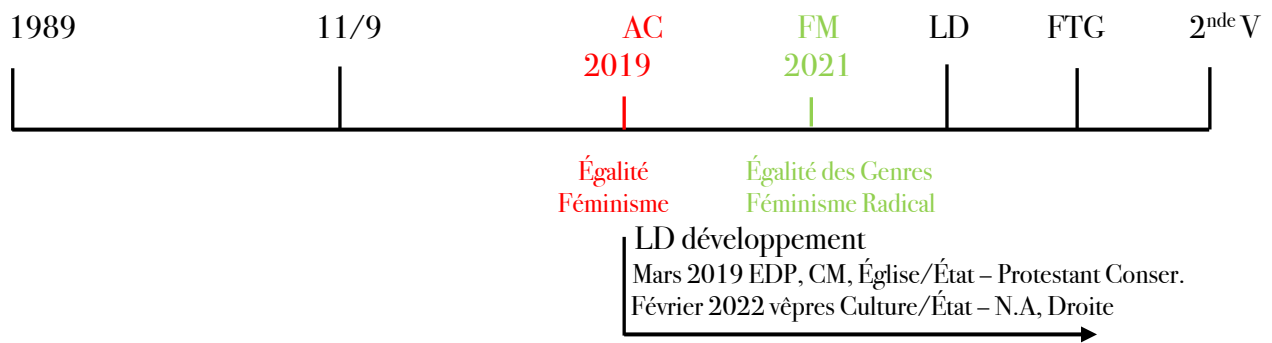 1989 11/9 AC FM LD FTG 2nde V
2019 2021
Égalité Égalité des Genres
Féminisme Féminisme Radical
LD développement
Mars 2019 EDP, CM, Église/État – Protestant Conser.
Février 2022 vêpres Culture/État – N.A, Droite